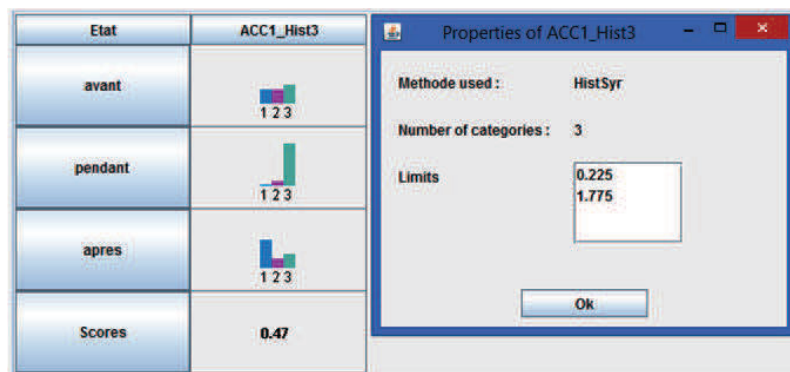 Etat ACC1_Hist3
avant
1 2 3
pendant
1 2 3
apres
1 2 3
Scores 0.47
Properties of ACC1_Hist3
Methode used : HistSyr
Number of categories : 3
Limits 0.225
1.775
Ok